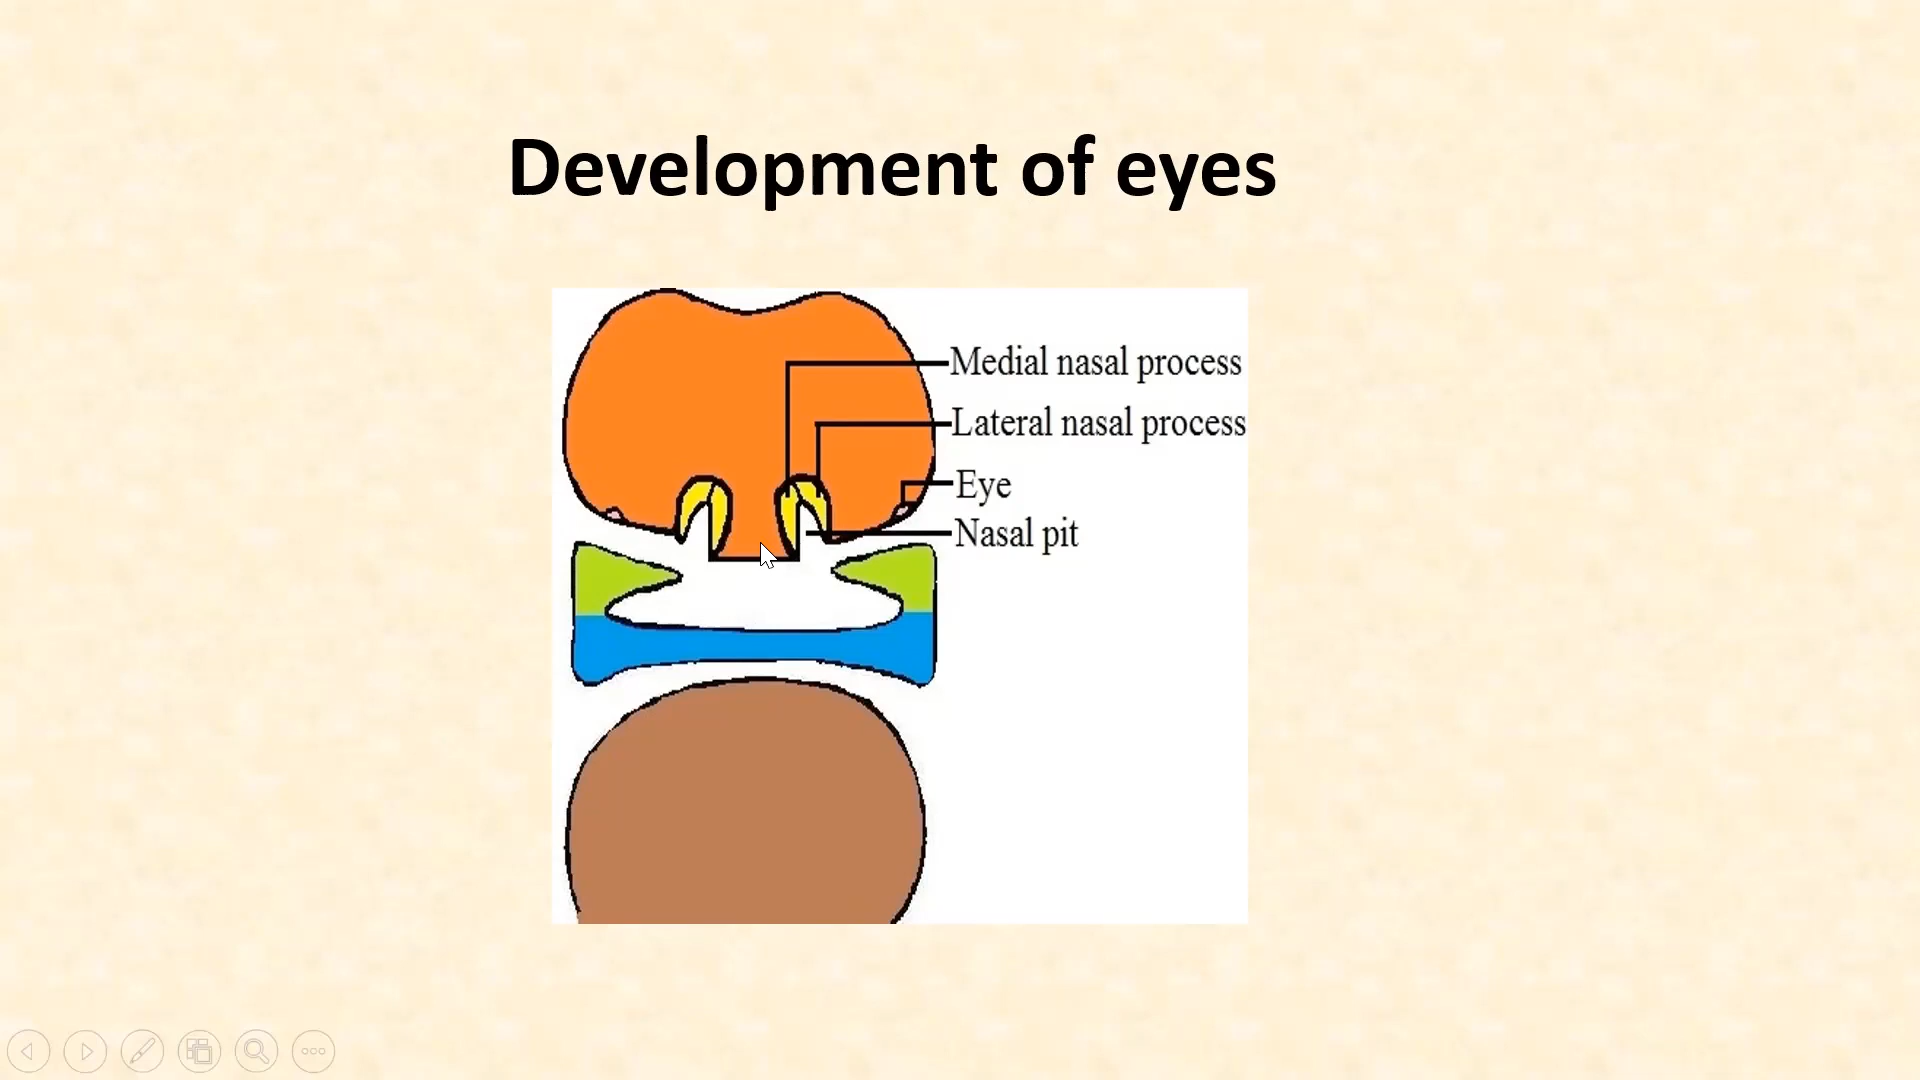 Development of eyes
Medial nasal process
Lateral nasal process
Eye
Nasal pit